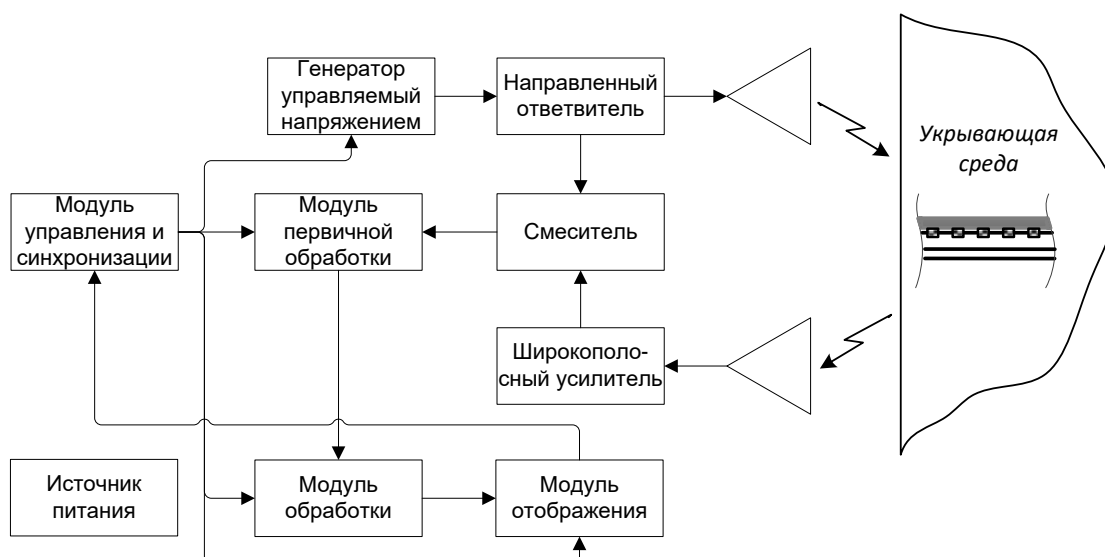 Генератор
управляемый
напряжением
Направленный
ответвитель
Укрывающая
среда
Модуль
управления и
синхронизации
Модуль
первичной
обработки
Смеситель
Широкополо-
сный усилитель
Источник
питания
Модуль
обработки
Модуль
отображения